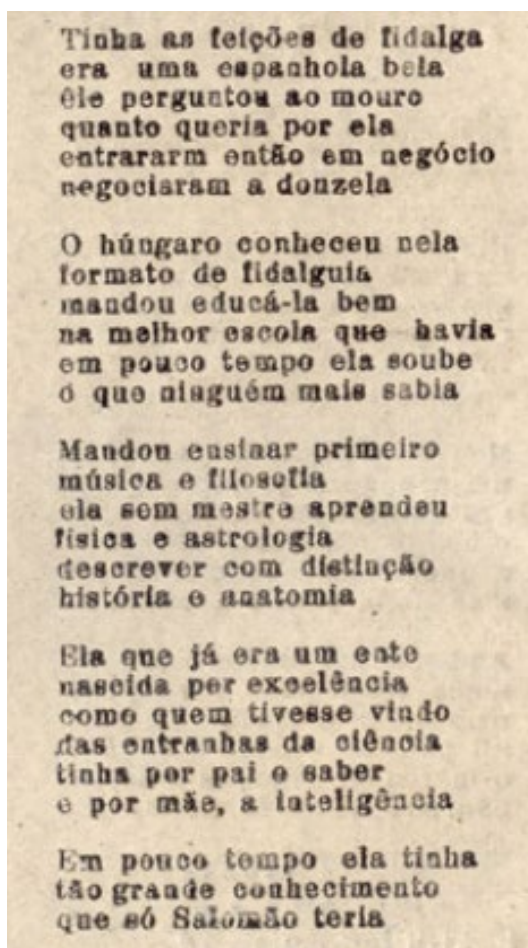 Tinha as feições de fidalga
era uma espanhola bela
êle perguntou ao mouro
quanto queria por ela
entrararm então em negócio
negociaram a donzela

O húngaro conheceu nela
formato de fidalguia
mandou educá-la bem
na melhor escola que havia
em pouco tempo ela soube
o que ninguém mais sabia

Mandou ensinar primeiro
música e filosofia
ela sem mestre aprendeu
física e astrologia
descrever com distinção
história e anatomia

Ela que já era um ente
nascida por excelência
como quem tivesse vindo
das entranhas da ciência
tinha por pai o saber
e por mãe, a inteligência

Em pouco tempo ela tinha
tão grande conhecimento
que só Salomão teria